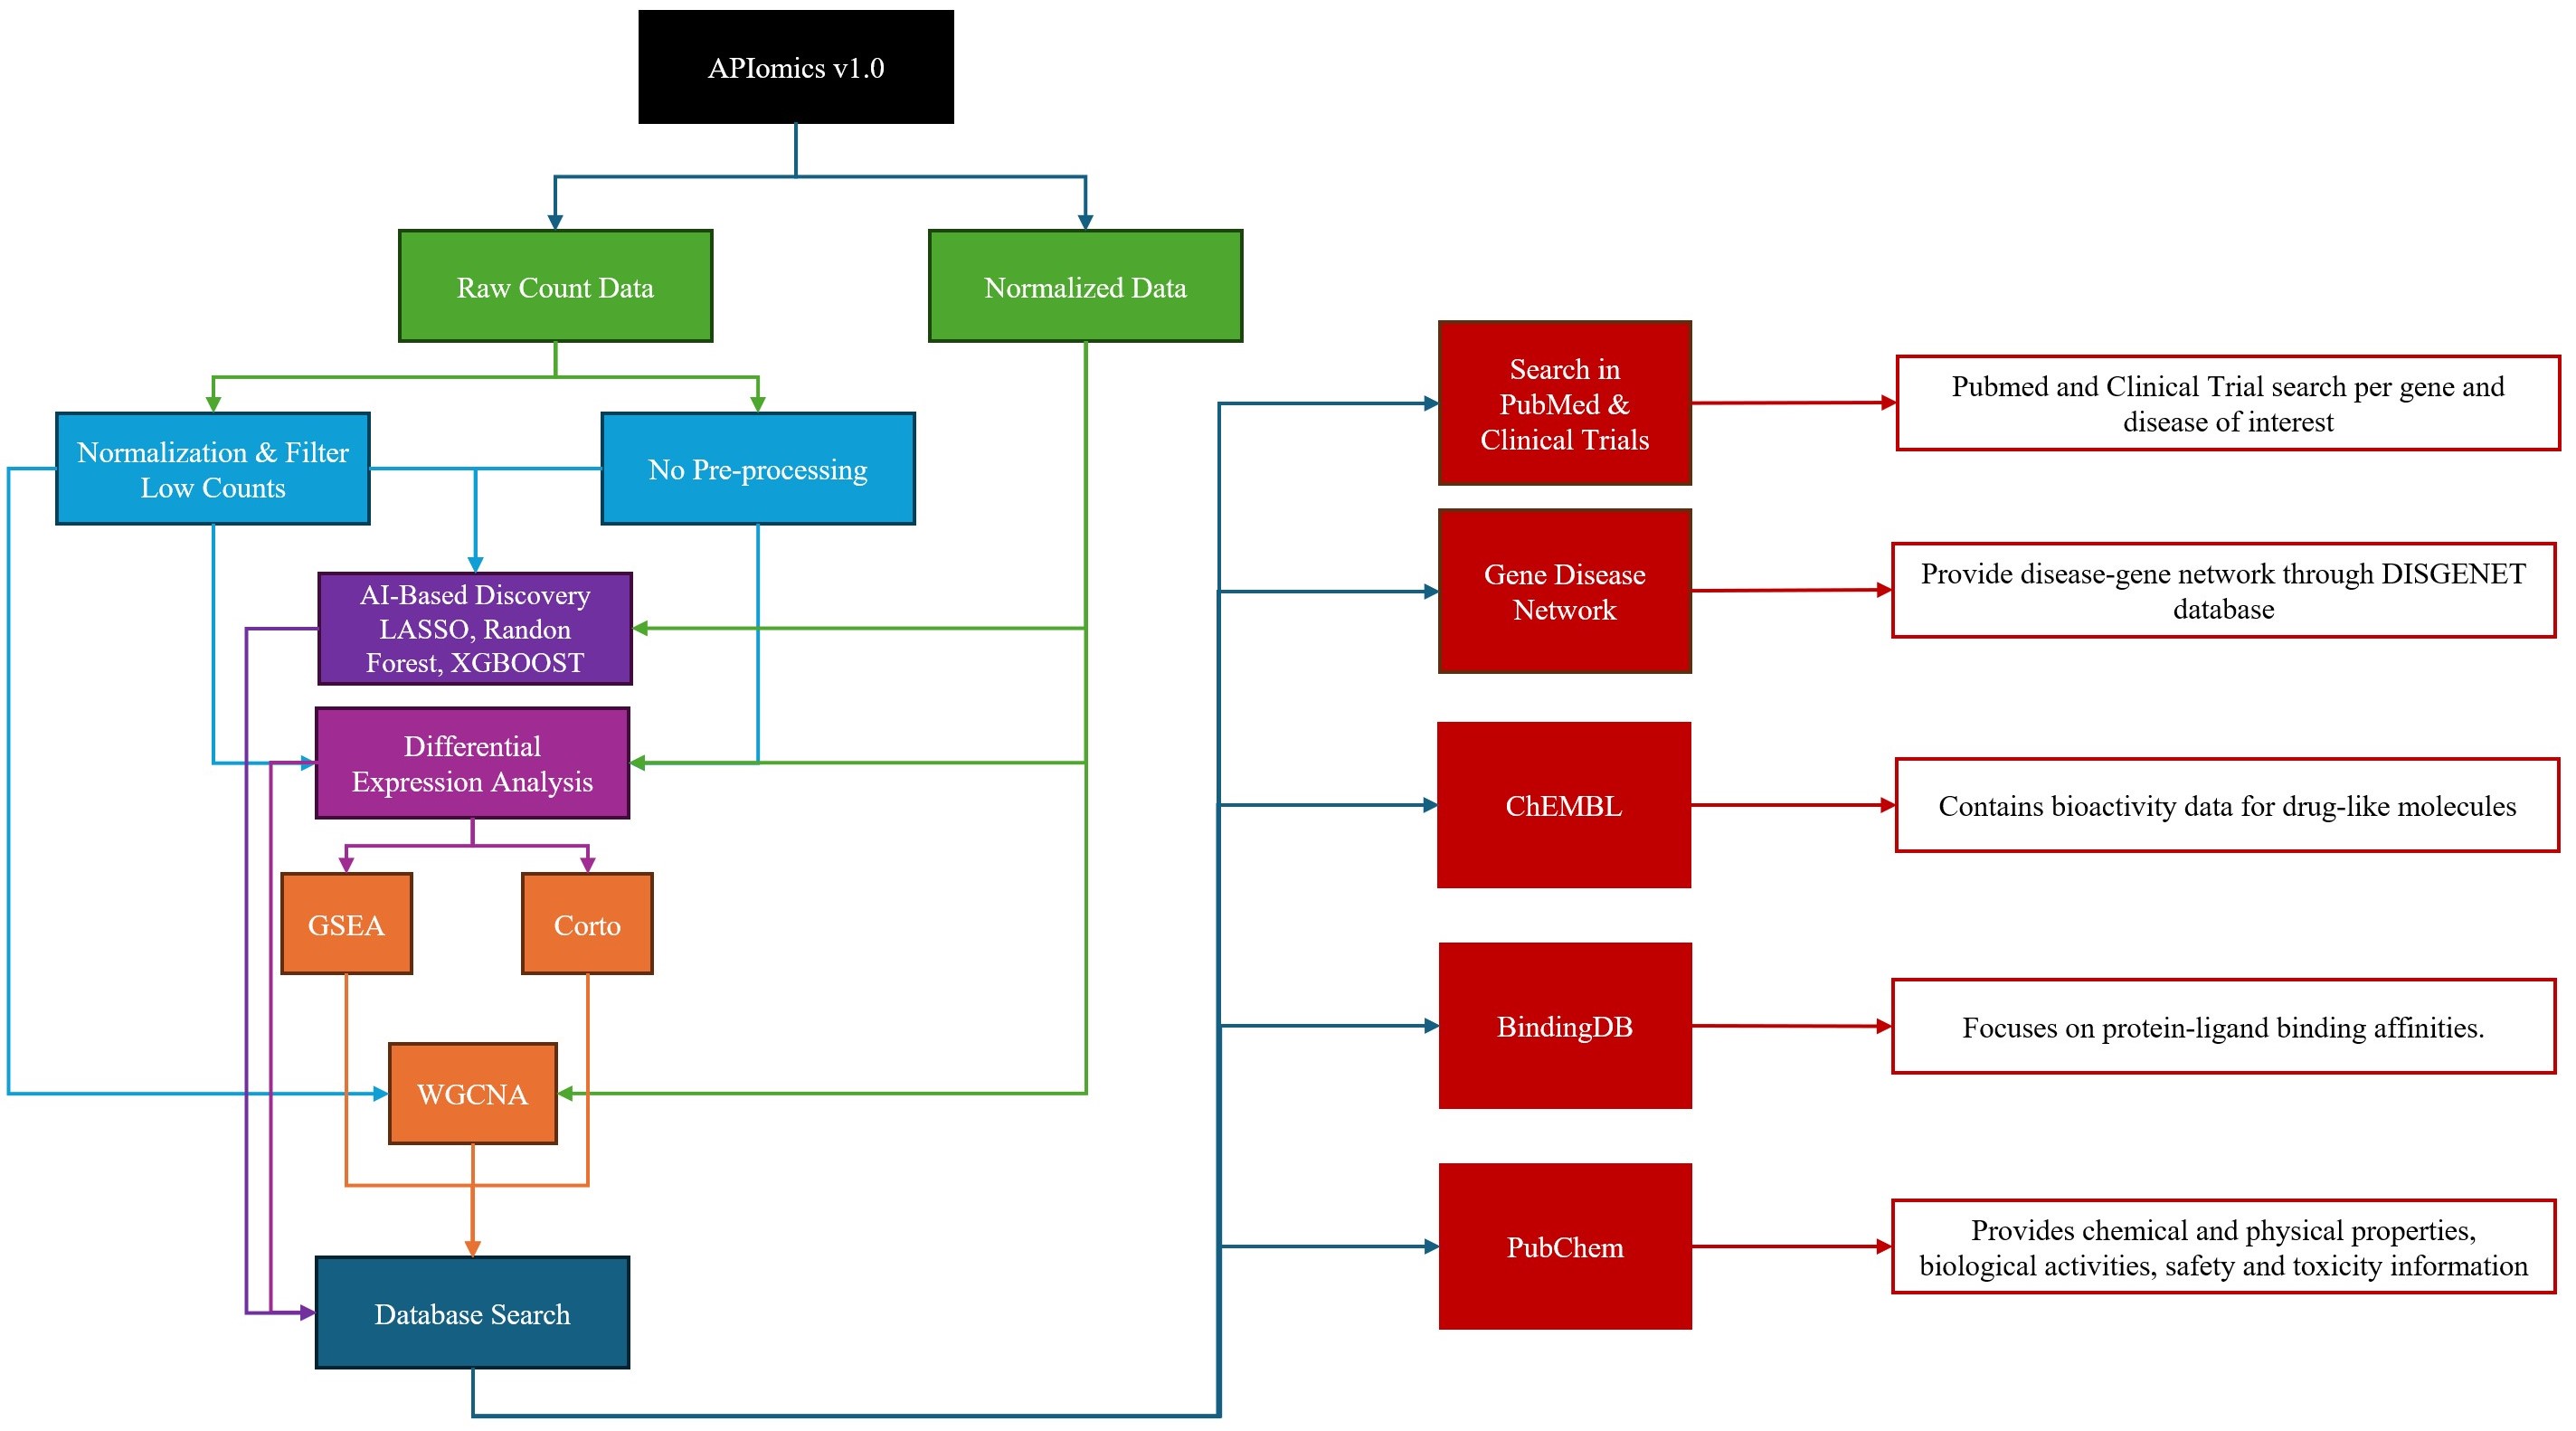 APIomics v1.0
Raw Count Data
Normalized Data
Normalization & Filter
Low Counts
No Pre-processing
AI-Based Discovery
LASSO, Randon
Forest, XGBOOST
Differential
Expression Analysis
GSEA
Corto
WGCNA
Database Search
Search in
PubMed &
Clinical Trials
Pubmed and Clinical Trial search per gene and
disease of interest
Gene Disease
Network
Provide disease-gene network through DISGENET
database
ChEMBL
Contains bioactivity data for drug-like molecules
BindingDB
Focuses on protein-ligand binding affinities.
PubChem
Provides chemical and physical properties,
biological activities, safety and toxicity information